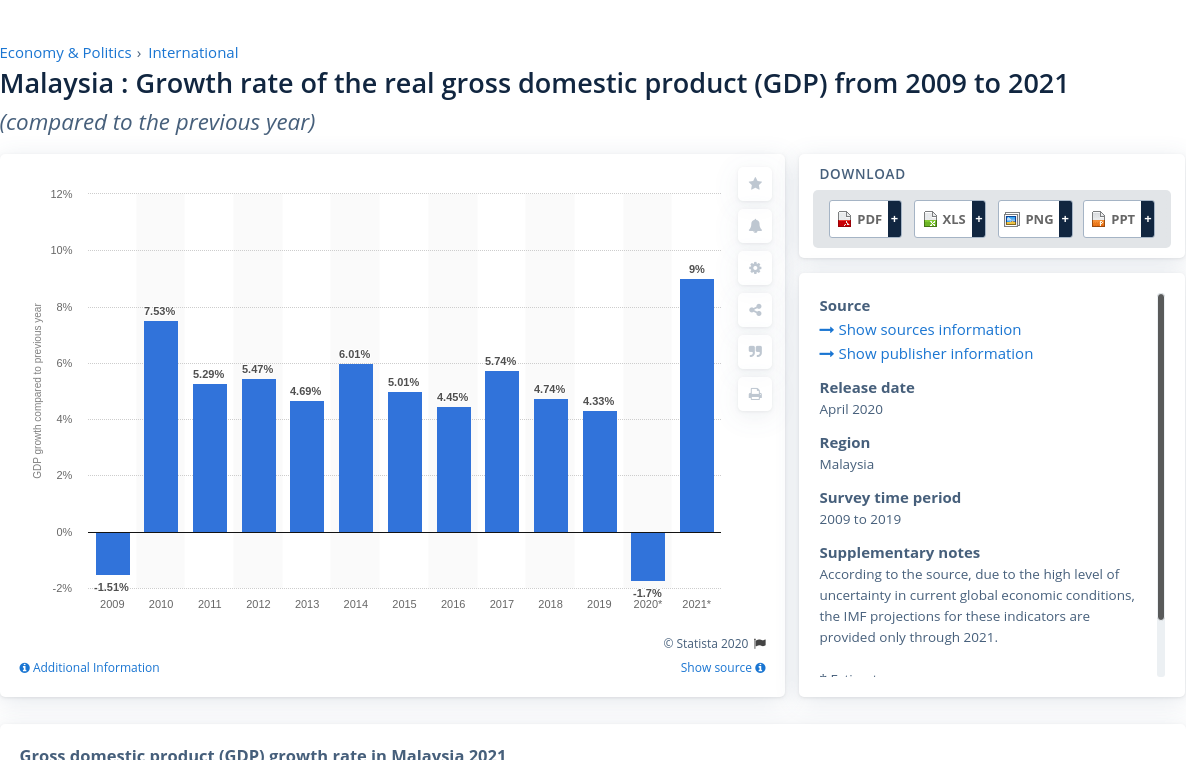 Economy & Politics › International
Malaysia : Growth rate of the real gross domestic product (GDP) from 2009 to 2021
(compared to the previous year)
12%
10%
8%
6%
4%
2%
0%
-2%
GDP growth compared to previous year
-1.51%
7.53%
5.29%
5.47%
4.69%
6.01%
5.01%
4.45%
5.74%
4.74%
4.33%
-1.7%
9%
2009 2010 2011 2012 2013 2014 2015 2016 2017 2018 2019 2020* 2021*
© Statista 2020
Additional Information
Show source
DOWNLOAD
PDF + XLS + PNG + PPT +
Source
Show sources information
Show publisher information
Release date
April 2020
Region
Malaysia
Survey time period
2009 to 2019
Supplementary notes
According to the source, due to the high level of
uncertainty in current global economic conditions,
the IMF projections for these indicators are
provided only through 2021.
Gross domestic product (GDP) growth rate in Malaysia 2021